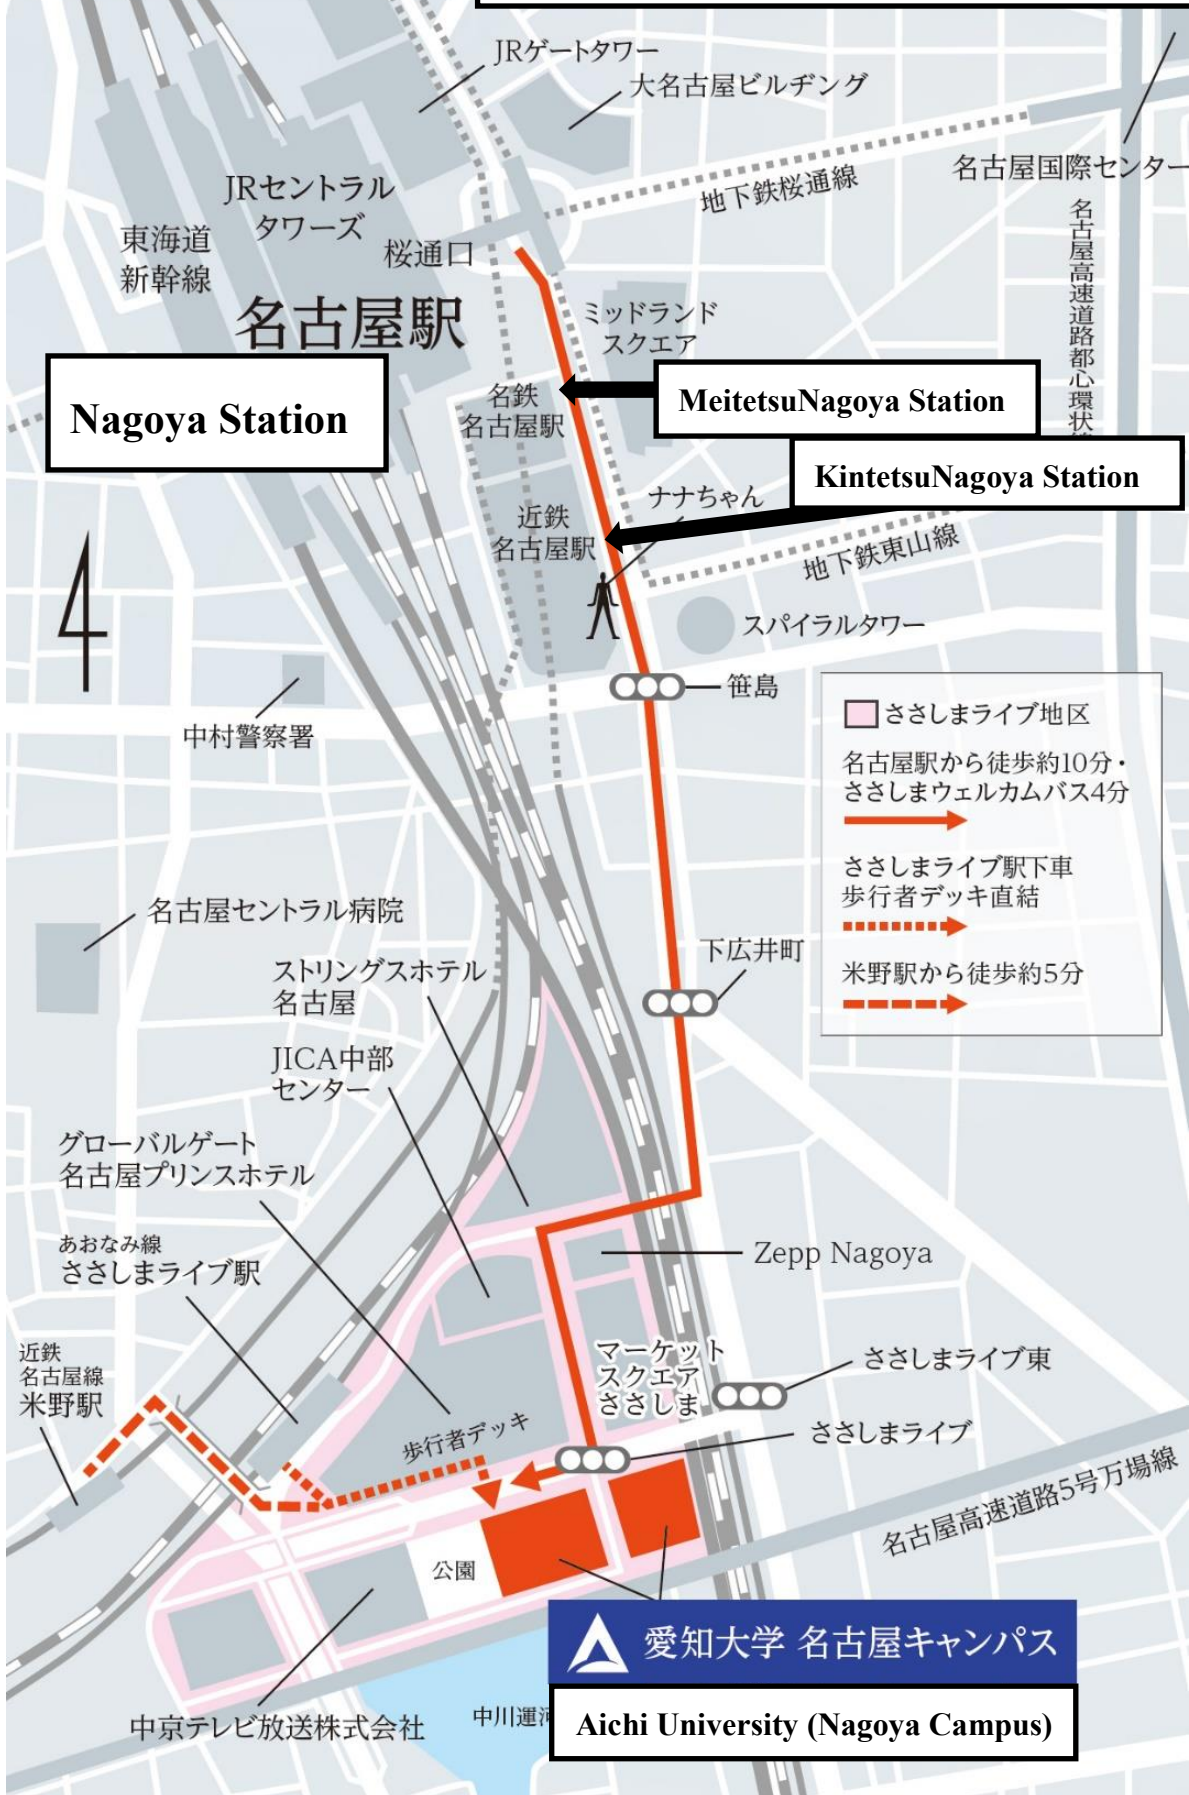 JRゲートタワー
大名古屋ビルヂング
名古屋国際センター
地下鉄桜通線
JRセントラル
タワーズ
東海道
新幹線
桜通口
名古屋高速道路都心環状
名古屋駅
ミッドランド
スクエア
Nagoya Station
名鉄
名古屋駅
MeitetsuNagoya Station
KintetsuNagoya Station
ナナちゃん
近鉄
名古屋駅
地下鉄東山線
スパイラルタワー
笹島
中村警察署
ささしまライブ地区
名古屋駅から徒歩約10分・
ささしまウェルカムバス4分
ささしまライブ駅下車
歩行者デッキ直結
米野駅から徒歩約5分
名古屋セントラル病院
下広井町
ストリングスホテル
名古屋
JICA中部
センター
グローバルゲート
名古屋プリンスホテル
あおなみ線
ささしまライブ駅
Zepp Nagoya
近鉄
名古屋線
米野駅
マーケット
スクエア
ささしま
ささしまライブ東
歩行者デッキ
ささしまライブ
名古屋高速道路5号万場線
公園
愛知大学 名古屋キャンパス
中京テレビ放送株式会社
中川運河
Aichi University (Nagoya Campus)